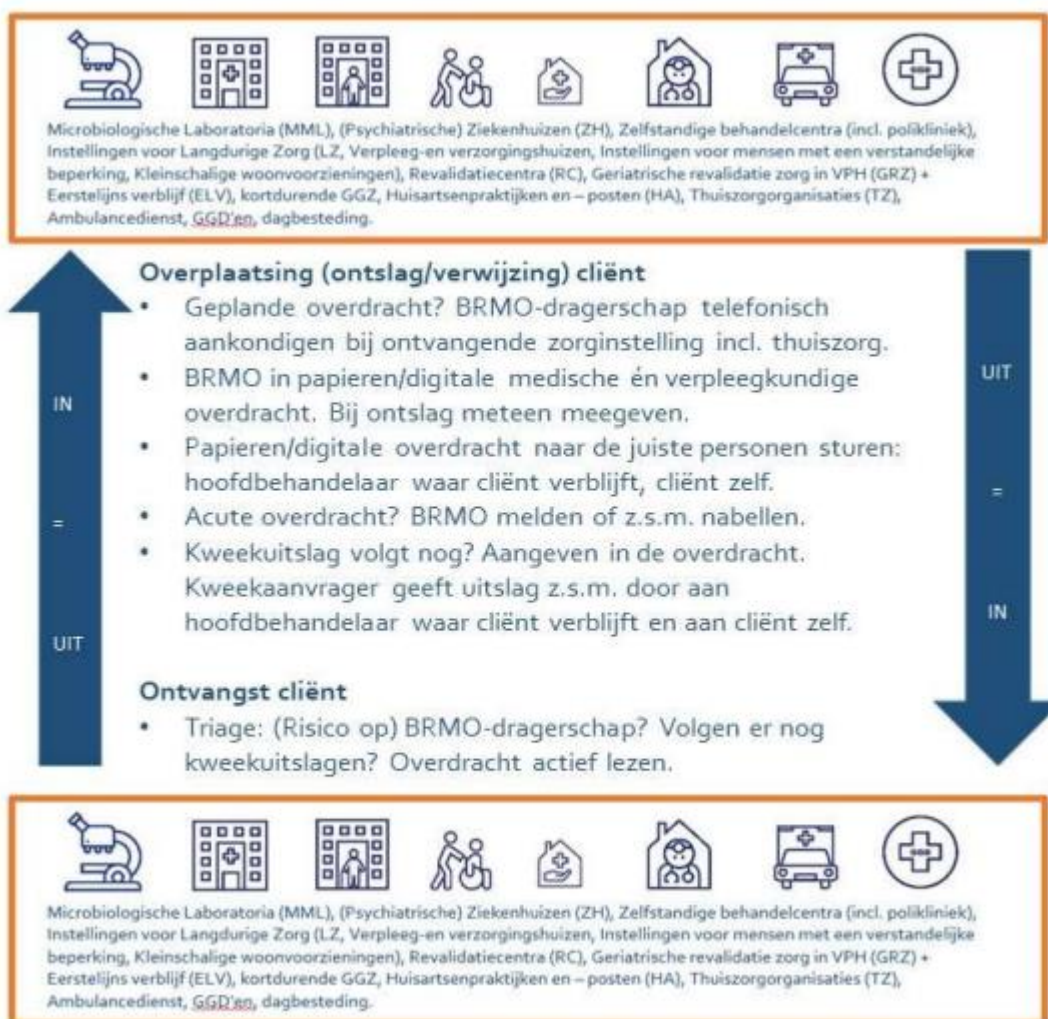 Microbiologische Laboratoria (MML), (Psychiatrische) Ziekenhuizen (ZH), Zelfstandige behandelcentra (incl. polikliniek),
Instellingen voor Langdurige Zorg (LZ, Verpleeg-en verzorgingshuizen, Instellingen voor mensen met een verstandelijke
beperking, Kleinschalige woonvoorzieningen), Revalidatiecentra (RC), Geriatrische revalidatie zorg in VPH (GRZ) +
Eerstelijns verblijf (ELV), kortdurende GGZ, Huisartsenpraktijken en – posten (HA), Thuiszorgorganisaties (TZ),
Ambulancedienst, GGD'en, dagbesteding.
IN
=
UIT
Overplaatsing (ontslag/verwijzing) cliënt
• Geplande overdracht? BRMO-dragerschap telefonisch
aankondigen bij ontvangende zorginstelling incl. thuiszorg.
• BRMO in papieren/digitale medische én verpleegkundige
overdracht. Bij ontslag meteen meegeven.
• Papieren/digitale overdracht naar de juiste personen sturen:
hoofdbehandelaar waar cliënt verblijft, cliënt zelf.
• Acute overdracht? BRMO melden of z.s.m. nabellen.
• Kweekuitslag volgt nog? Aangeven in de overdracht.
Kweekaanvrager geeft uitslag z.s.m. door aan
hoofdbehandelaar waar cliënt verblijft en aan cliënt zelf.
Ontvangst cliënt
• Triage: (Risico op) BRMO-dragerschap? Volgen er nog
kweekuitslagen? Overdracht actief lezen.
UIT
=
IN
Microbiologische Laboratoria (MML), (Psychiatrische) Ziekenhuizen (ZH), Zelfstandige behandelcentra (incl. polikliniek),
Instellingen voor Langdurige Zorg (LZ, Verpleeg-en verzorgingshuizen, Instellingen voor mensen met een verstandelijke
beperking, Kleinschalige woonvoorzieningen), Revalidatiecentra (RC), Geriatrische revalidatie zorg in VPH (GRZ) +
Eerstelijns verblijf (ELV), kortdurende GGZ, Huisartsenpraktijken en – posten (HA), Thuiszorgorganisaties (TZ),
Ambulancedienst, GGD'en, dagbesteding.